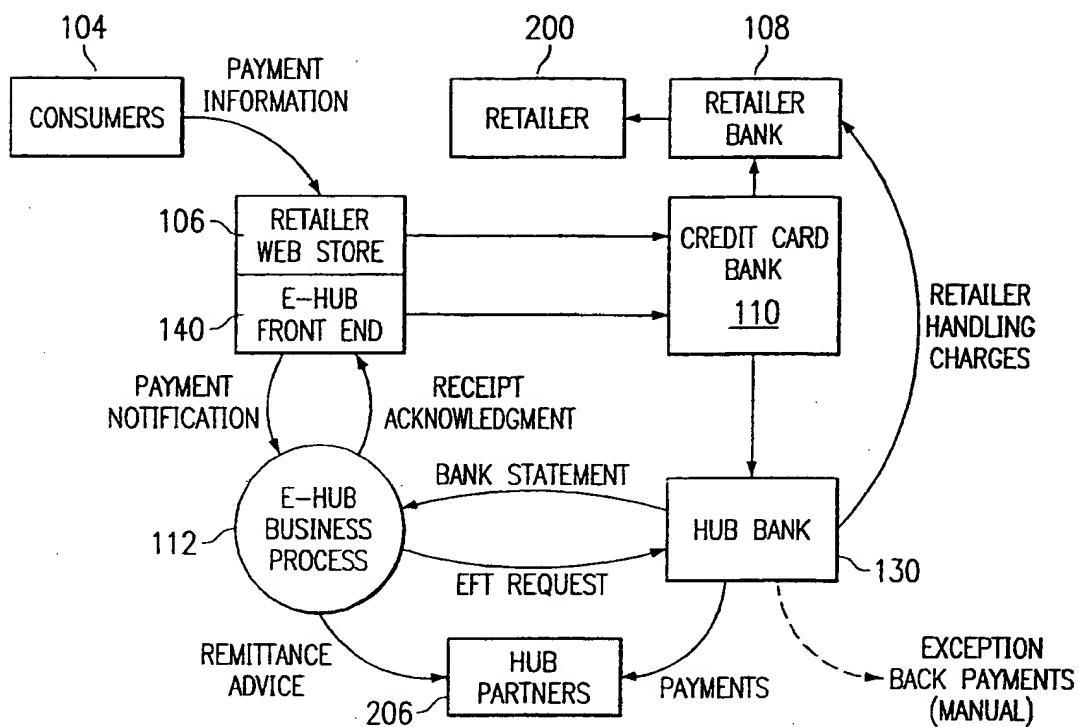 104
200
108
CONSUMERS
PAYMENT
INFORMATION
RETAILER
RETAILER
BANK
106
RETAILER
WEB STORE
CREDIT CARD
BANK
110
140
E-HUB
FRONT END
RETAILER
HANDLING
CHARGES
PAYMENT
NOTIFICATION
RECEIPT
ACKNOWLEDGMENT
BANK STATEMENT
112
E-HUB
BUSINESS
PROCESS
HUB BANK
130
EFT REQUEST
REMITTANCE
ADVICE
HUB
PARTNERS
206
PAYMENTS
EXCEPTION
BACK PAYMENTS
(MANUAL)